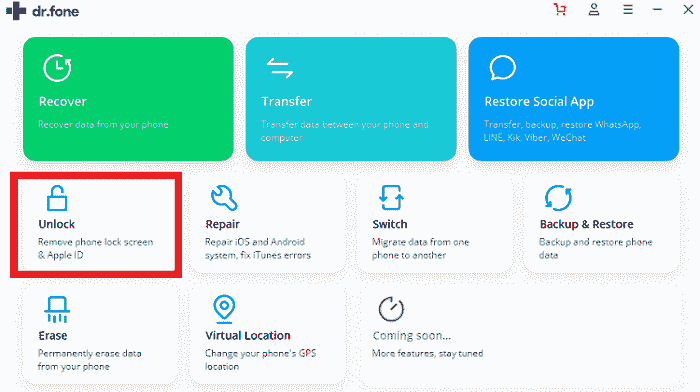 dr.fone
Recover
Recover data from your phone
Transfer
Transfer data between your phone and
computer
Restore Social App
Transfer, backup, restore WhatsApp,
LINE, Kik, Viber, WeChat
Unlock
Remove phone lock screen
& Apple ID
Repair
Repair iOS and Android
system, fix iTunes errors
Switch
Migrate data from one
phone to another
Backup & Restore
Backup and restore phone
data
Erase
Permanently erase data
from your phone
Virtual Location
Change your phone's GPS
location
Coming soon...
More features, stay tuned